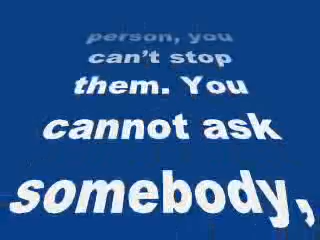 person, you
can't stop
them. You
cannot ask
somebody,